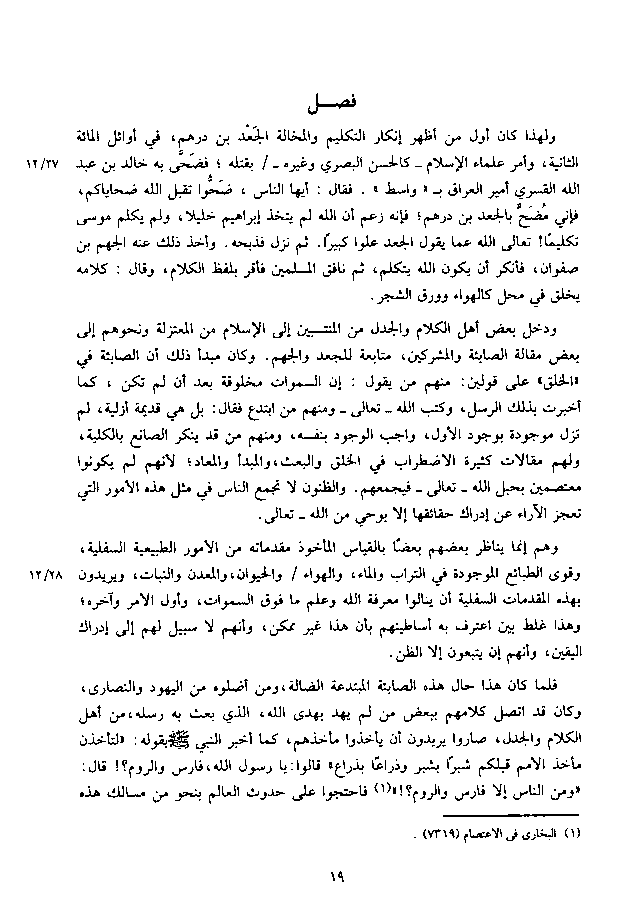 فصــل
ولهذا كان أول من أظهر إنكار التكليم والمخالة الجَعْد بن درهم، في أوائل المائة
الثانية، وأمر علماء الإسلام ـ كالحسن البصري وغيره ـ / بقتله ؛ فضحَّى به خالد بن عبد
١٢/٢٧
الله القسري أمير العراق بـ « واسط » . فقال : أيها الناس ، ضَحُّوا تقبل الله ضحاياكم،
فإني مُضَحٍّ بالجعد بن درهم؛ فإنه زعم أن الله لم يتخذ إبراهيم خليلا، ولم يكلم موسى
تكليمًا! تعالى الله عما يقول الجعد علوا كبيرًا. ثم نزل فذبحه. وأخذ ذلك عنه الجهم بن
صفوان، فأنكر أن يكون الله يتكلم، ثم نافق المسلمين فأقر بلفظ الكلام، وقال : كلامه
يخلق في محل كالهواء وورق الشجر.
ودخل بعض أهل الكلام والجدل من المنتسبين إلى الإسلام من المعتزلة ونحوهم إلى
بعض مقالة الصابئة والمشركين، متابعة للجعد والجهم. وكان مبدأ ذلك أن الصابئة في
«الخلق» على قولين: منهم من يقول : إن السموات مخلوقة بعد أن لم تكن ، كما
أخبرت بذلك الرسل، وكتب الله ـ تعالى ـ ومنهم من ابتدع فقال: بل هي قديمة أزلية، لم
تزل موجودة بوجود الأول، واجب الوجود بنفسه، ومنهم من قد ينكر الصانع بالكلية،
ولهم مقالات كثيرة الاضطراب في الخلق والبعث،والمبدأ والمعاد؛ لأنهم لم يكونوا
معتصمين بحبل الله ـ تعالى ـ فيجمعهم. والظنون لا تجمع الناس في مثل هذه الأمور التي
تعجز الآراء عن إدراك حقائقها إلا بوحي من الله ـ تعالى.
وهم إنما يناظر بعضهم بعضًا بالقياس المأخوذ مقدماته من الأمور الطبيعية السفلية،
وقوى الطبائع الموجودة في التراب والماء، والهواء / والحيوان،والمعدن والنبات، ويريدون
١٢/٢٨
بهذه المقدمات السفلية أن ينالوا معرفة الله وعلم ما فوق السموات، وأول الأمر وآخره؛
وهذا غلط بين اعترف به أساطينهم بأن هذا غير ممكن، وأنهم لا سبيل لهم إلى إدراك
اليقين، وأنهم إن يتبعون إلا الظن.
فلما كان هذا حال هذه الصابئة المبتدعة الضالة،ومن أضلوه من اليهود والنصارى،
وكان قد اتصل كلامهم ببعض من لم يهد بهدى الله، الذي بعث به رسله،من أهل
الكلام والجدل، صاروا يريدون أن يأخذوا مأخذهم، كما أخبر النبي ﷺ بقوله: «لتأخذن
مأخذ الأمم قبلكم شبرًا بشبر وذراعًا بذراع» قالوا:يا رسول الله،فارس والروم؟! قال:
«ومن الناس إلا فارس والروم؟!»(١) فاحتجوا على حدوث العالم بنحو من مسالك هذه
(١) البخارى فى الاعتصام (٧٣١٩) .
١٩